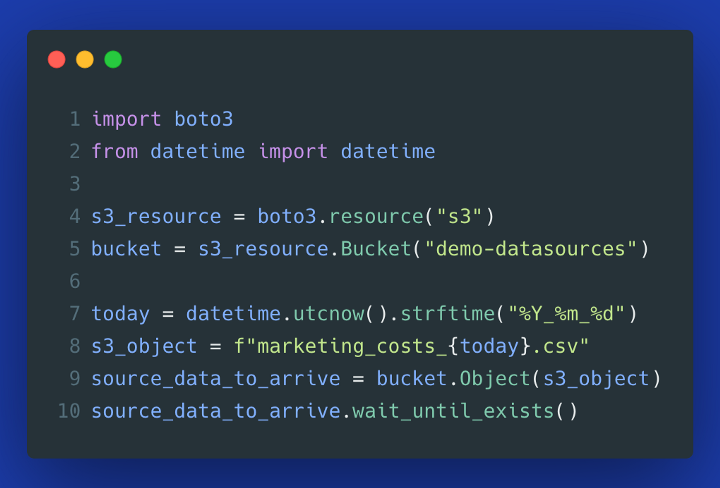 1 import boto3
2 from datetime import datetime
3
4 s3_resource = boto3.resource("s3")
5 bucket = s3_resource.Bucket("demo-datasources")
6
7 today = datetime.utcnow().strftime("%Y_%m_%d")
8 s3_object = f"marketing_costs_{today}.csv"
9 source_data_to_arrive = bucket.Object(s3_object)
10 source_data_to_arrive.wait_until_exists()